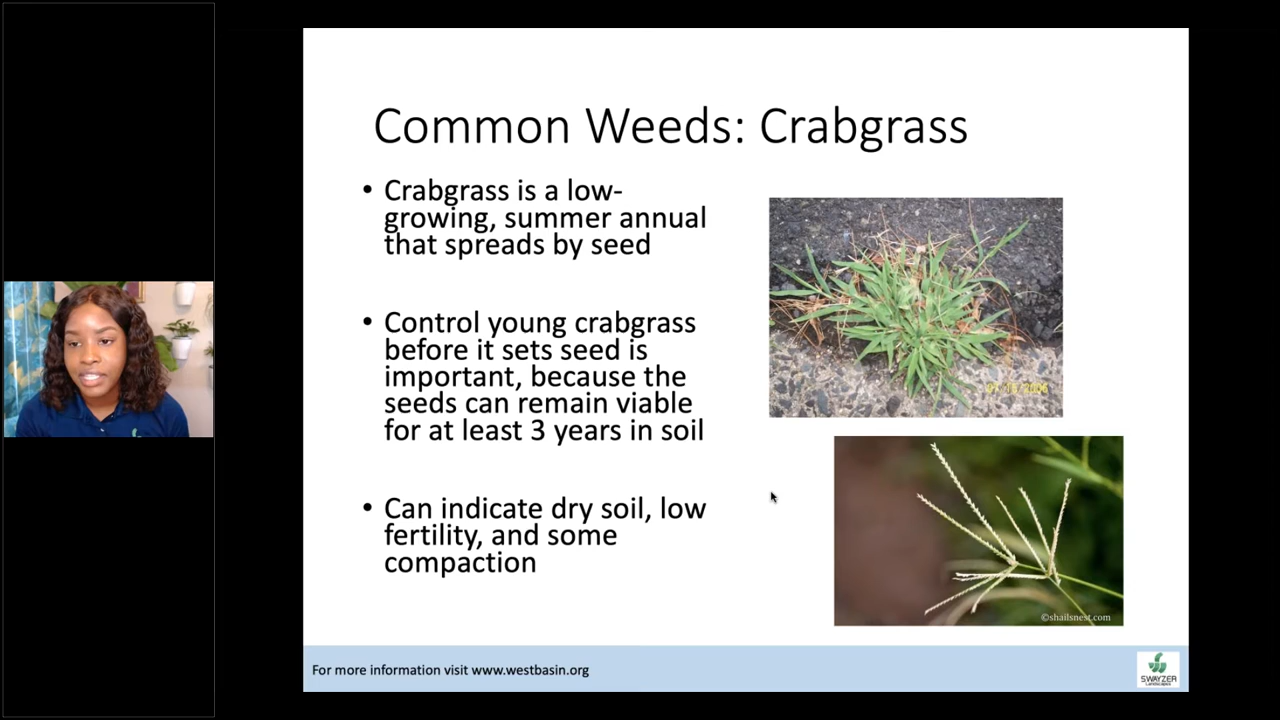 Common Weeds: Crabgrass
• Crabgrass is a low-
growing, summer annual
that spreads by seed
• Control young crabgrass
before it sets seed is
important, because the
seeds can remain viable
for at least 3 years in soil
• Can indicate dry soil, low
fertility, and some
compaction
©shailsnest.com
For more information visit www.westbasin.org
SWAYZER